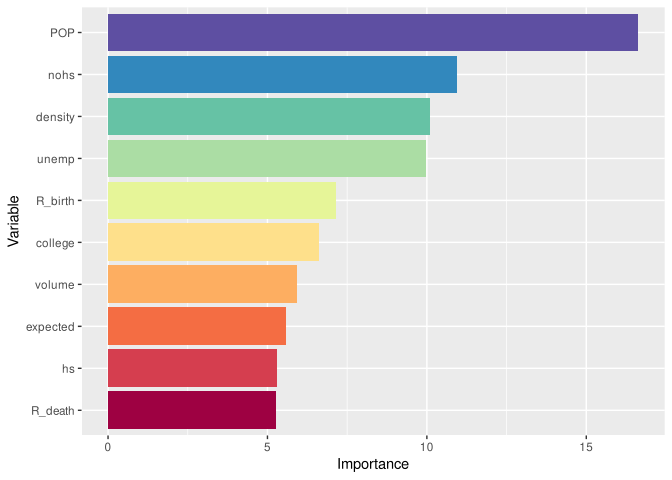 Variable
POP
nohs
density
unemp
R_birth
college
volume
expected
hs
R_death
0 5 10 15
Importance